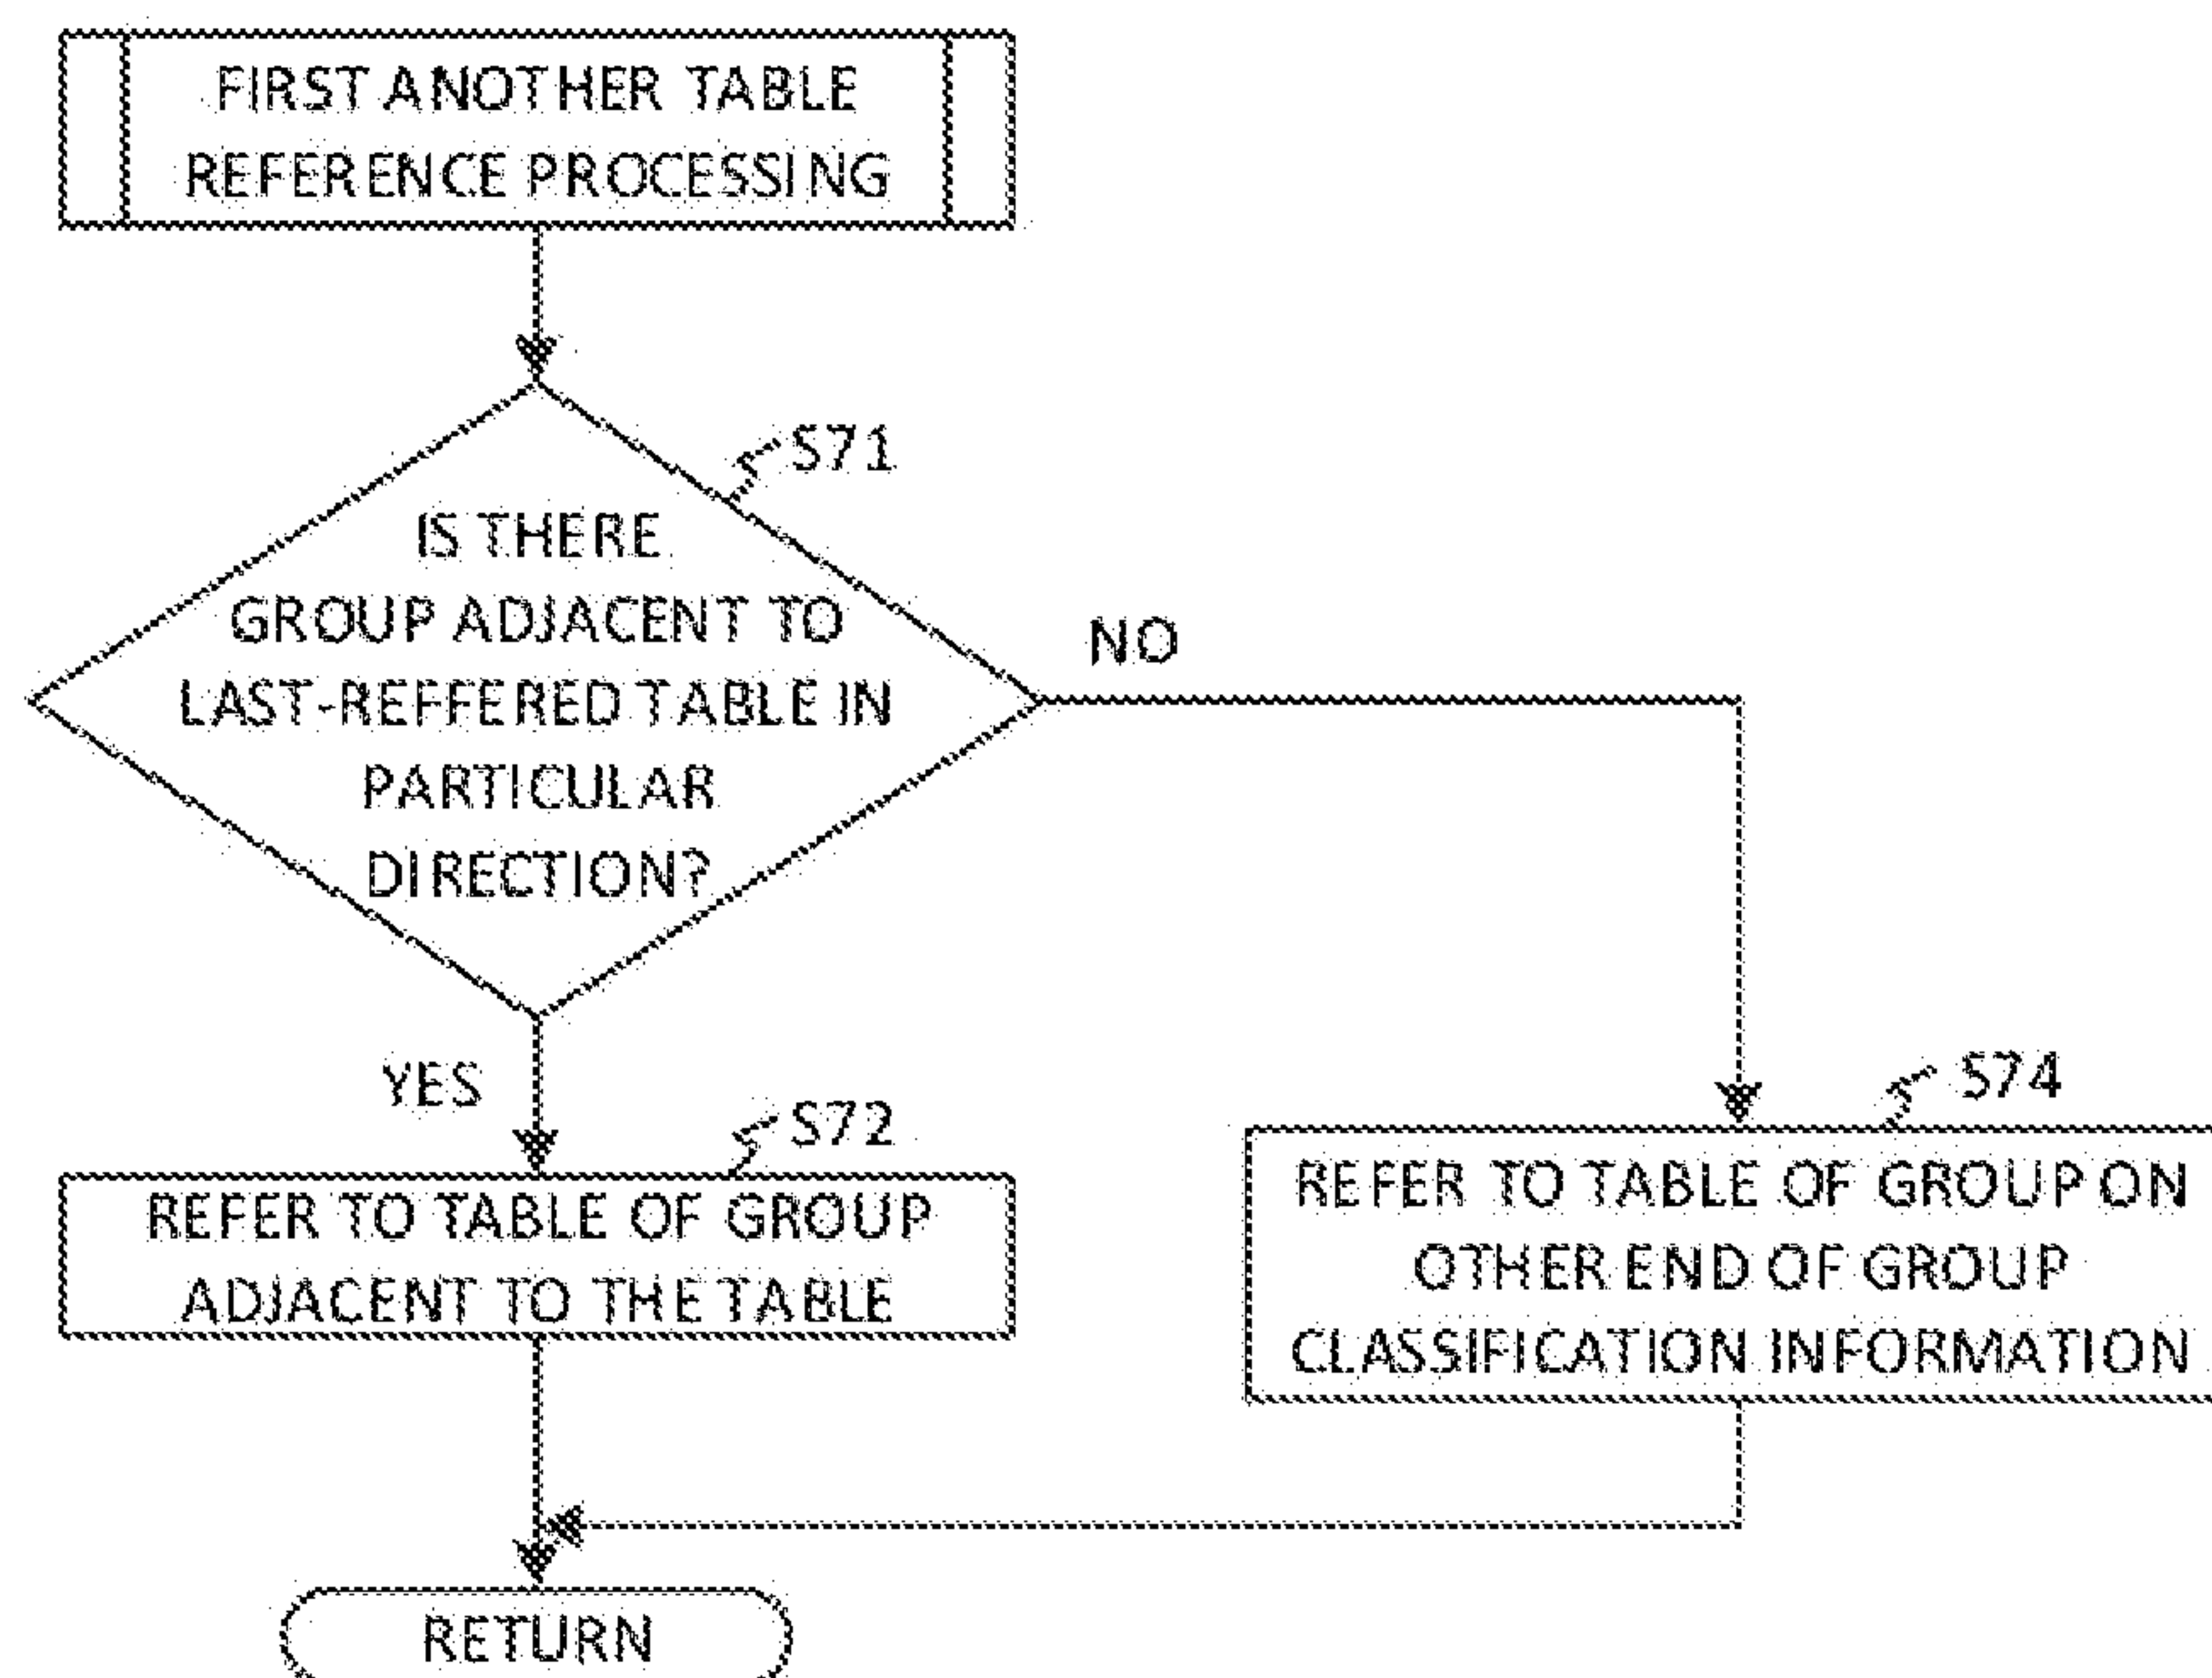 FIRST ANOTHER TABLE
REFERENCE PROCESSING
S71
IS THERE
GROUP ADJACENT TO
LAST-REFFERED TABLE IN
PARTICULAR
DIRECTION?
NO
YES
S72
REFER TO TABLE OF GROUP
ADJACENT TO THE TABLE
S74
REFER TO TABLE OF GROUP ON
OTHER END OF GROUP
CLASSIFICATION INFORMATION
RETURN